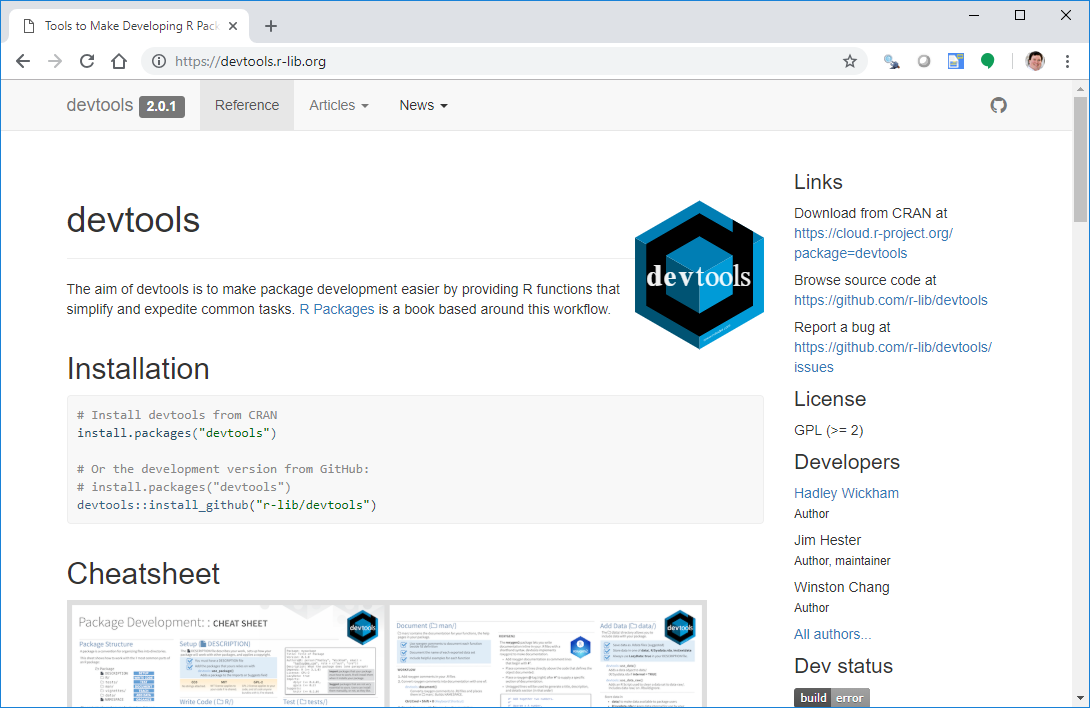 Tools to Make Developing R Pack
https://devtools.r-lib.org
devtools 2.0.1 Reference Articles News
devtools
The aim of devtools is to make package development easier by providing R functions that
simplify and expedite common tasks. R Packages is a book based around this workflow.
devtools
Installation
# Install devtools from CRAN
install.packages("devtools")
# Or the development version from GitHub:
# install.packages("devtools")
devtools::install_github("r-lib/devtools")
Cheatsheet
Package Development: : CHEAT SHEET
devtools
Package Structure
Setup ( DESCRIPTION)
Write Code ( R/)
Test ( tests/)
Document ( man/)
Add Data ( data/)
devtools
Links
Download from CRAN at
https://cloud.r-project.org/
package=devtools
Browse source code at
https://github.com/r-lib/devtools
Report a bug at
https://github.com/r-lib/devtools/
issues
License
GPL (>= 2)
Developers
Hadley Wickham
Author
Jim Hester
Author, maintainer
Winston Chang
Author
All authors...
Dev status
build error